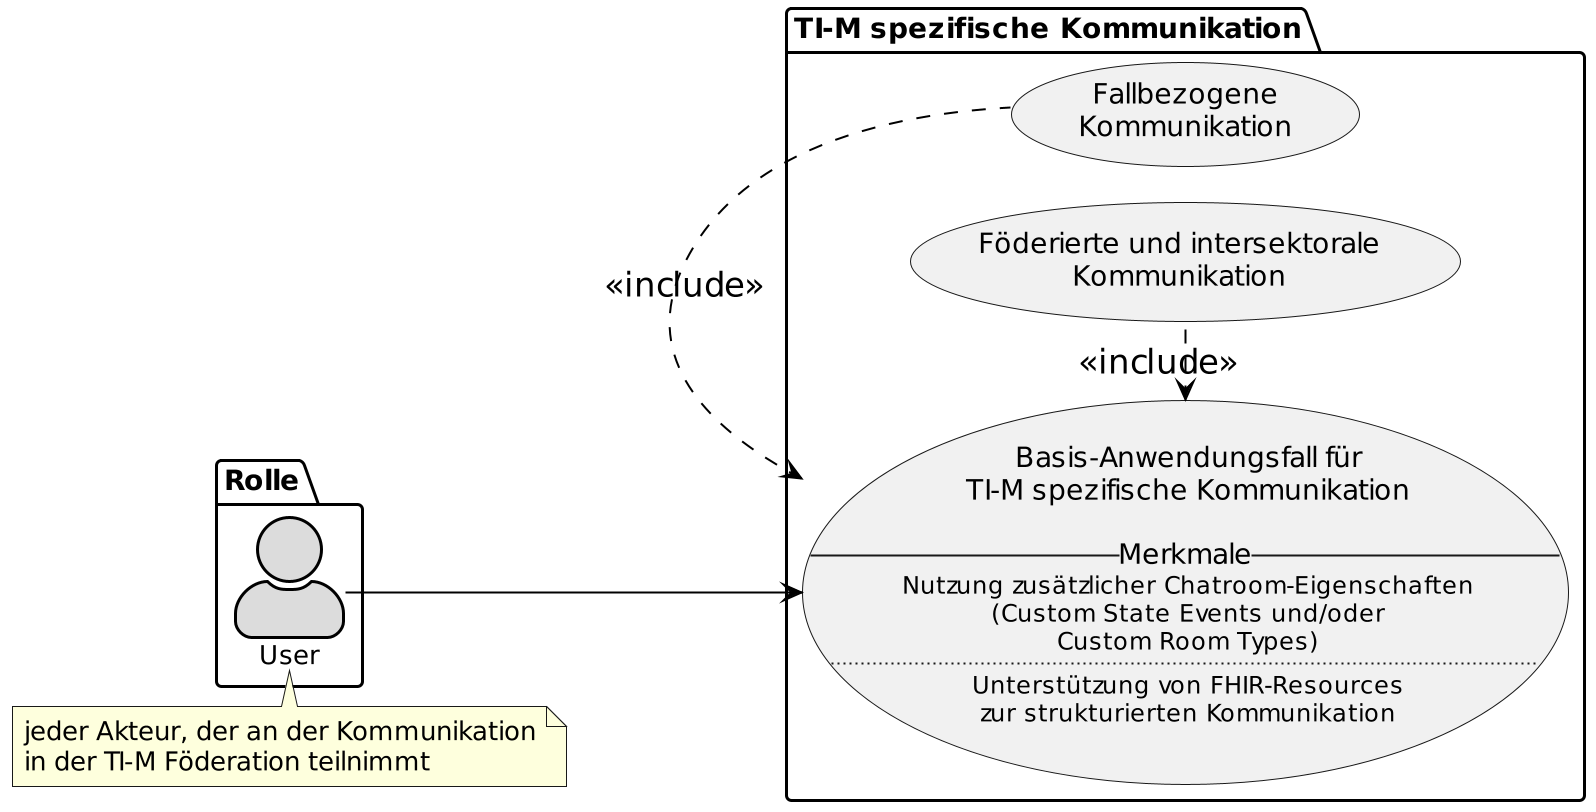 TI-M spezifische Kommunikation
Fallbezogene
Kommunikation
Föderierte und intersektorale
Kommunikation
«include»
«include»
Basis-Anwendungsfall für
TI-M spezifische Kommunikation
Merkmale
Nutzung zusätzlicher Chatroom-Eigenschaften
(Custom State Events und/oder
Custom Room Types)
Unterstützung von FHIR-Resources
zur strukturierten Kommunikation
Rolle
User
jeder Akteur, der an der Kommunikation
in der TI-M Föderation teilnimmt